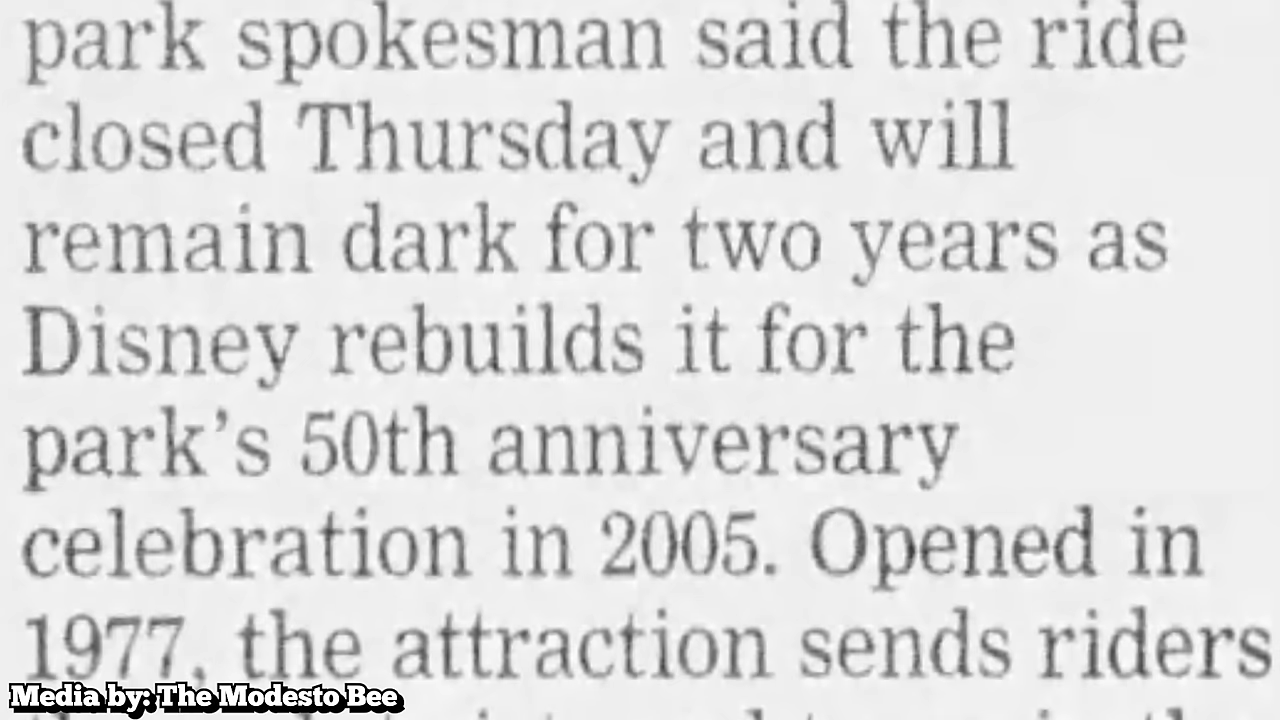 park spokesman said the ride
closed Thursday and will
remain dark for two years as
Disney rebuilds it for the
park's 50th anniversary
celebration in 2005. Opened in
1977, the attraction sends riders
Media by: The Modesto Bee